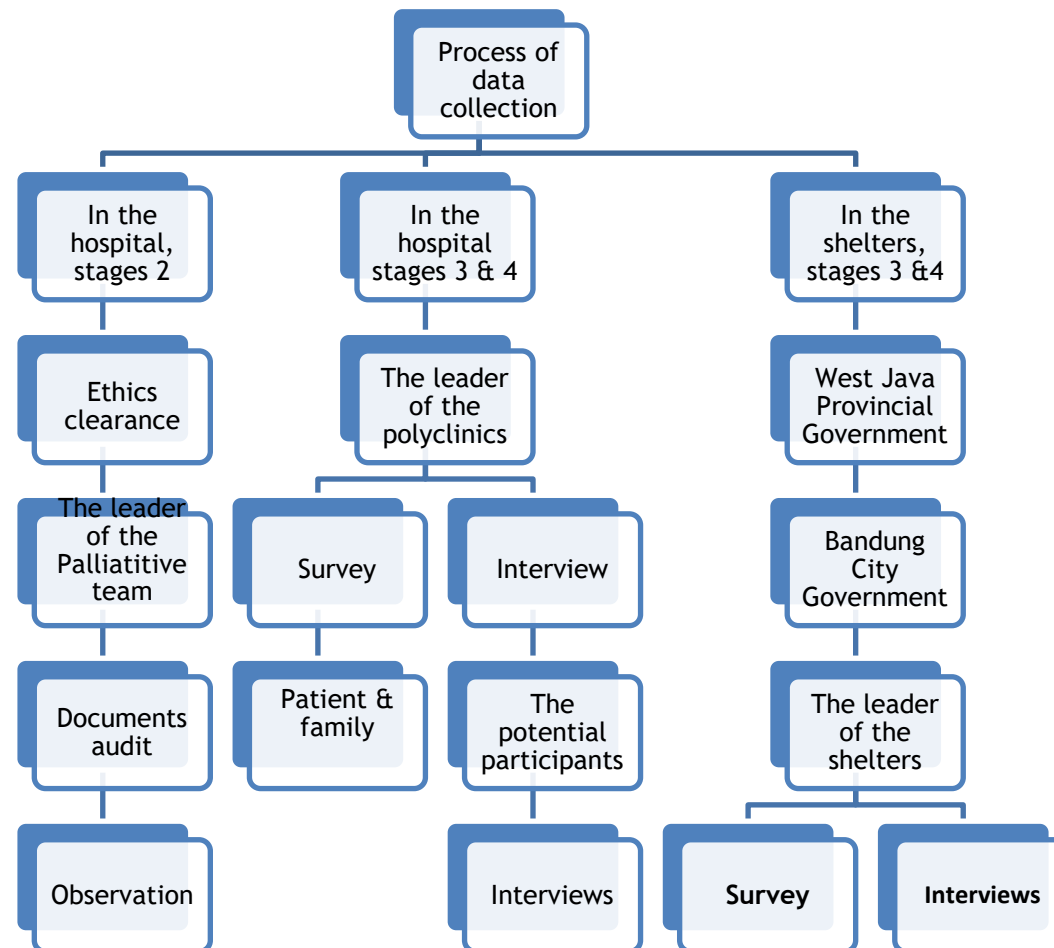 Process of
data
collection
In the
hospital,
stages 2
In the
hospital
stages 3 & 4
In the
shelters,
stages 3 &4
Ethics
clearance
The leader
of the
polyclinics
West Java
Provincial
Government
The leader
of the
Palliatitive
team
Survey
Interview
Bandung
City
Government
Documents
audit
Patient &
family
The
potential
participants
The leader
of the
shelters
Observation
Interviews
Survey
Interviews